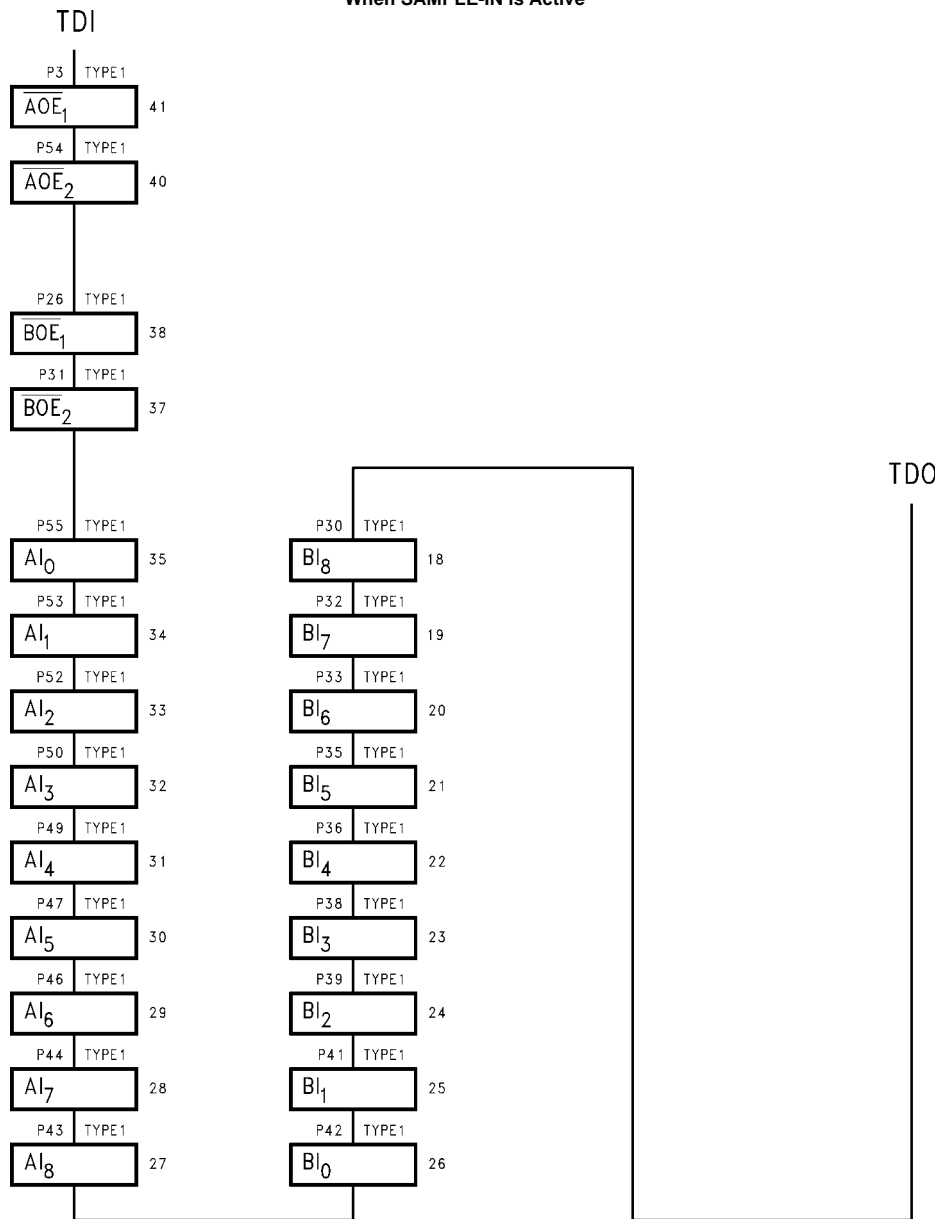 When SAMPLE-IN Is Active
TDI
P3 TYPE1
AOE1 41
P54 TYPE1
AOE2 40
P26 TYPE1
BOE1 38
P31 TYPE1
BOE2 37
TDO
P55 TYPE1 P30 TYPE1
AI0 35 BI8 18
P53 TYPE1 P32 TYPE1
AI1 34 BI7 19
P52 TYPE1 P33 TYPE1
AI2 33 BI6 20
P50 TYPE1 P35 TYPE1
AI3 32 BI5 21
P49 TYPE1 P36 TYPE1
AI4 31 BI4 22
P47 TYPE1 P38 TYPE1
AI5 30 BI3 23
P46 TYPE1 P39 TYPE1
AI6 29 BI2 24
P44 TYPE1 P41 TYPE1
AI7 28 BI1 25
P43 TYPE1 P42 TYPE1
AI8 27 BI0 26